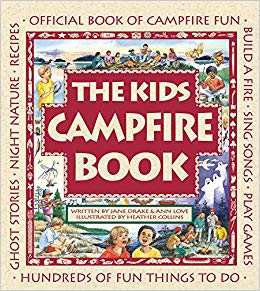 OFFICIAL BOOK OF CAMPFIRE FUN
BUILD A FIRE • SING SONGS • PLAY GAMES
GHOST STORIES • NIGHT NATURE • RECIPES
THE KIDS
CAMPFIRE
BOOK
WRITTEN BY JANE DRAKE & ANN LOVE
ILLUSTRATED BY HEATHER COLLINS
HUNDREDS OF FUN THINGS TO DO